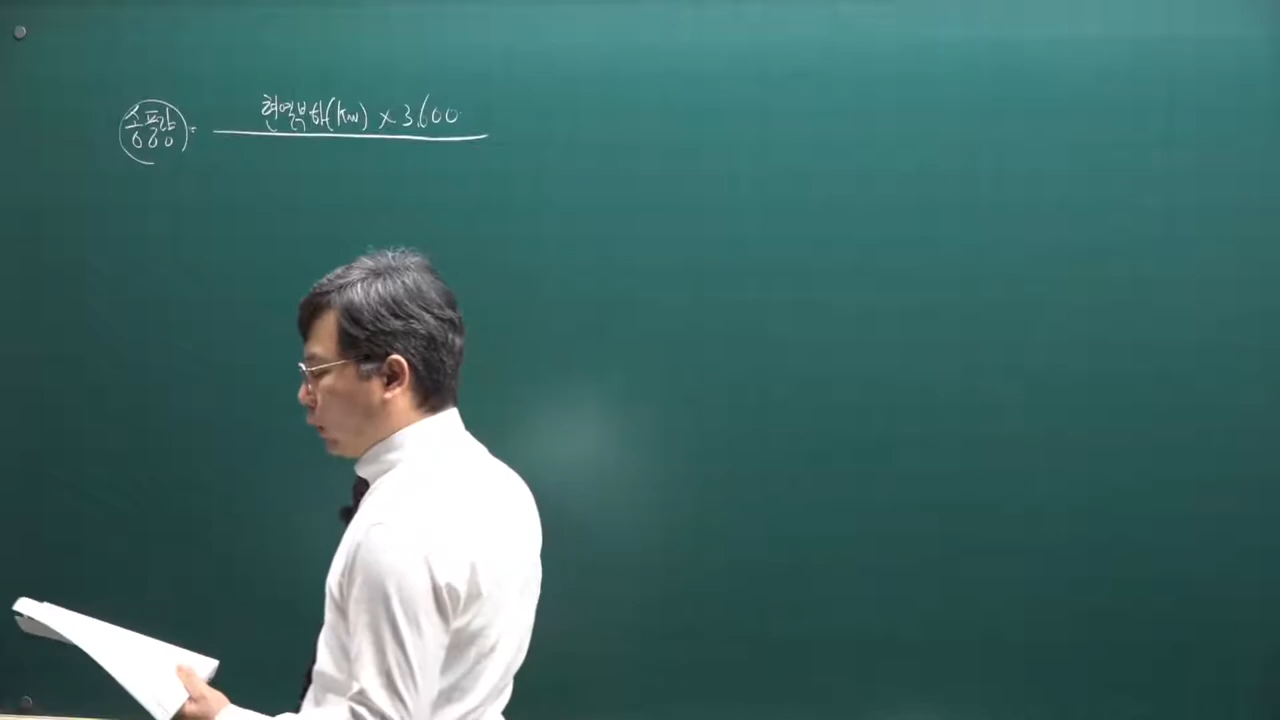 송풍량 = 현열부하(kW) × 3,600